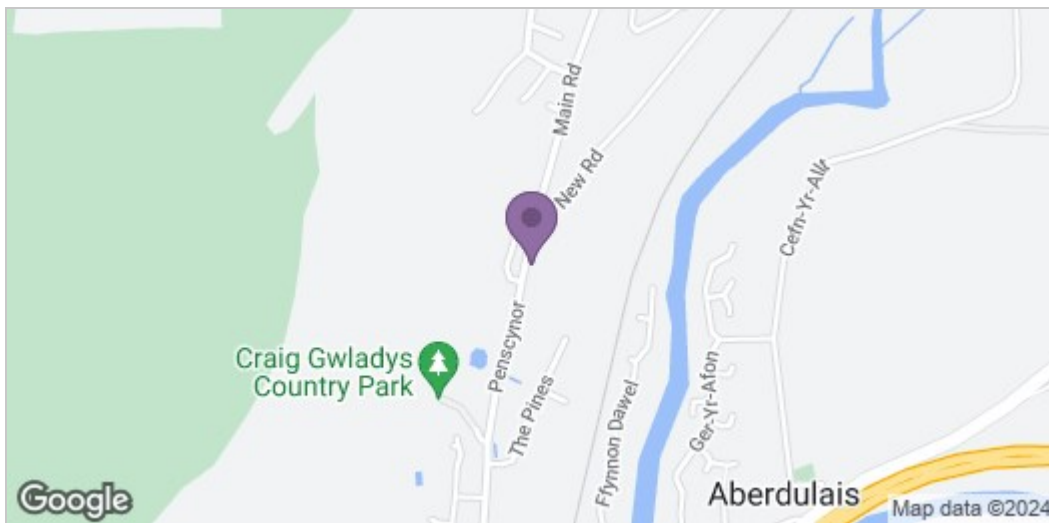 Main Rd
New Rd
Cefn-Yr-Allt
Penscynor
Craig Gwladys
Country Park
The Pines
Ffynnon Dawel
Ger-Yr-Afon
Aberdulais
Google
Map data ©2024